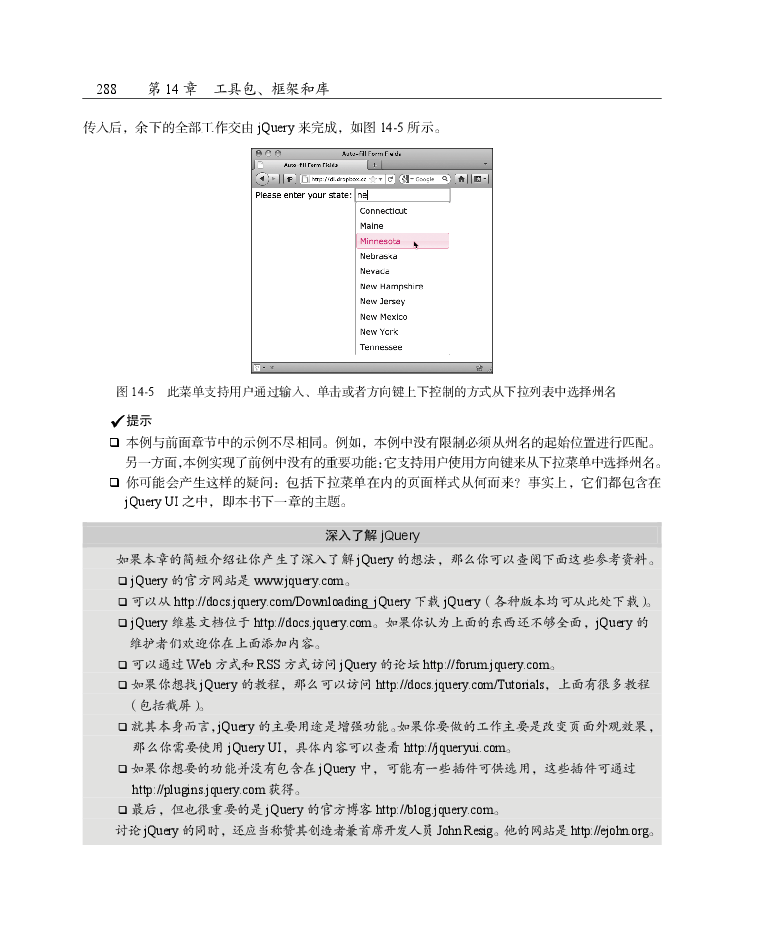 288 第 14 章 工具包、框架和库
传入后，余下的全部工作交由 jQuery 来完成，如图 14-5 所示。
Auto-fill Form Fields
Auto-fill Form Fields
Google
Please enter your state: ne
Connecticut
Maine
Minnesota
Nebraska
Nevada
New Hampshire
New Jersey
New Mexico
New York
Tennessee
图 14-5 此菜单支持用户通过输入、单击或者方向键上下控制的方式从下拉列表中选择州名
✓提示
❑ 本例与前面章节中的示例不尽相同。例如，本例中没有限制必须从州名的起始位置进行匹配。
另一方面,本例实现了前例中没有的重要功能:它支持用户使用方向键来从下拉菜单中选择州名。
❑ 你可能会产生这样的疑问：包括下拉菜单在内的页面样式从何而来？事实上，它们都包含在
jQuery UI 之中，即本书下一章的主题。
深入了解 jQuery
如果本章的简短介绍让你产生了深入了解 jQuery 的想法，那么你可以查阅下面这些参考资料。
❑ jQuery 的官方网站是 www.jquery.com。
❑ 可以从 http://docs.jquery.com/Downloading_jQuery 下载 jQuery（各种版本均可从此处下载）。
❑ jQuery 维基文档位于 http://docs.jquery.com。如果你认为上面的东西还不够全面，jQuery 的
维护者们欢迎你在上面添加内容。
❑ 可以通过 Web 方式和 RSS 方式访问 jQuery 的论坛 http://forum.jquery.com。
❑ 如果你想找 jQuery 的教程，那么可以访问 http://docs.jquery.com/Tutorials，上面有很多教程
（包括截屏）。
❑ 就其本身而言，jQuery 的主要用途是增强功能。如果你要做的工作主要是改变页面外观效果，
那么你需要使用 jQuery UI，具体内容可以查看 http://jqueryui.com。
❑ 如果你想要的功能并没有包含在 jQuery 中，可能有一些插件可供选用，这些插件可通过
http://plugins.jquery.com 获得。
❑ 最后，但也很重要的是 jQuery 的官方博客 http://blog.jquery.com。
讨论 jQuery 的同时，还应当称赞其创造者兼首席开发人员 John Resig。他的网站是 http://ejohn.org。